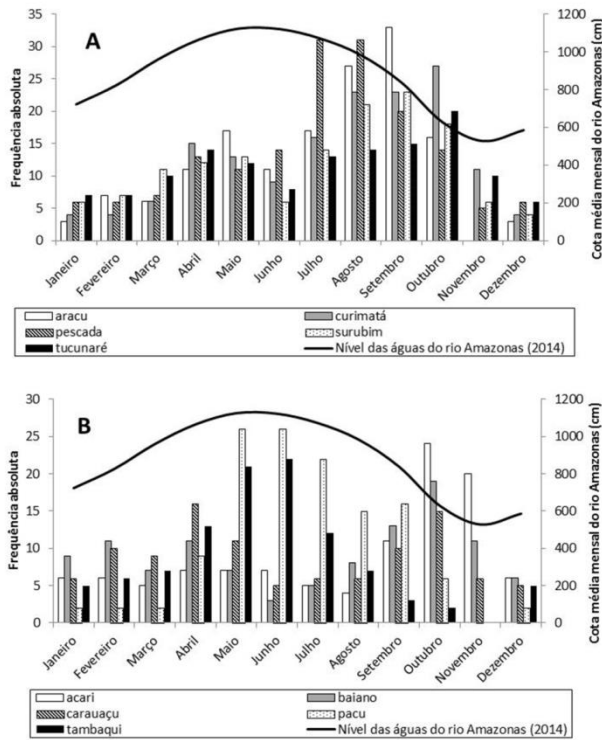 A
Frequência absoluta
35
30
25
20
15
10
5
0
1200
1000
800
600
400
200
0
Cota média mensal do rio Amazonas (cm)
Janeiro
Fevereiro
Março
Abril
Maio
Junho
Julho
Agosto
Setembro
Outubro
Novembro
Dezembro
aracu curimatá
pescada surubim
tucunaré Nível das águas do rio Amazonas (2014)
B
Frequência absoluta
30
25
20
15
10
5
0
1200
1000
800
600
400
200
0
Cota média mensal do rio Amazonas (cm)
Janeiro
Fevereiro
Março
Abril
Maio
Junho
Julho
Agosto
Setembro
Outubro
Novembro
Dezembro
acari baiano
carauaçu pacu
tambaqui Nível das águas do rio Amazonas (2014)